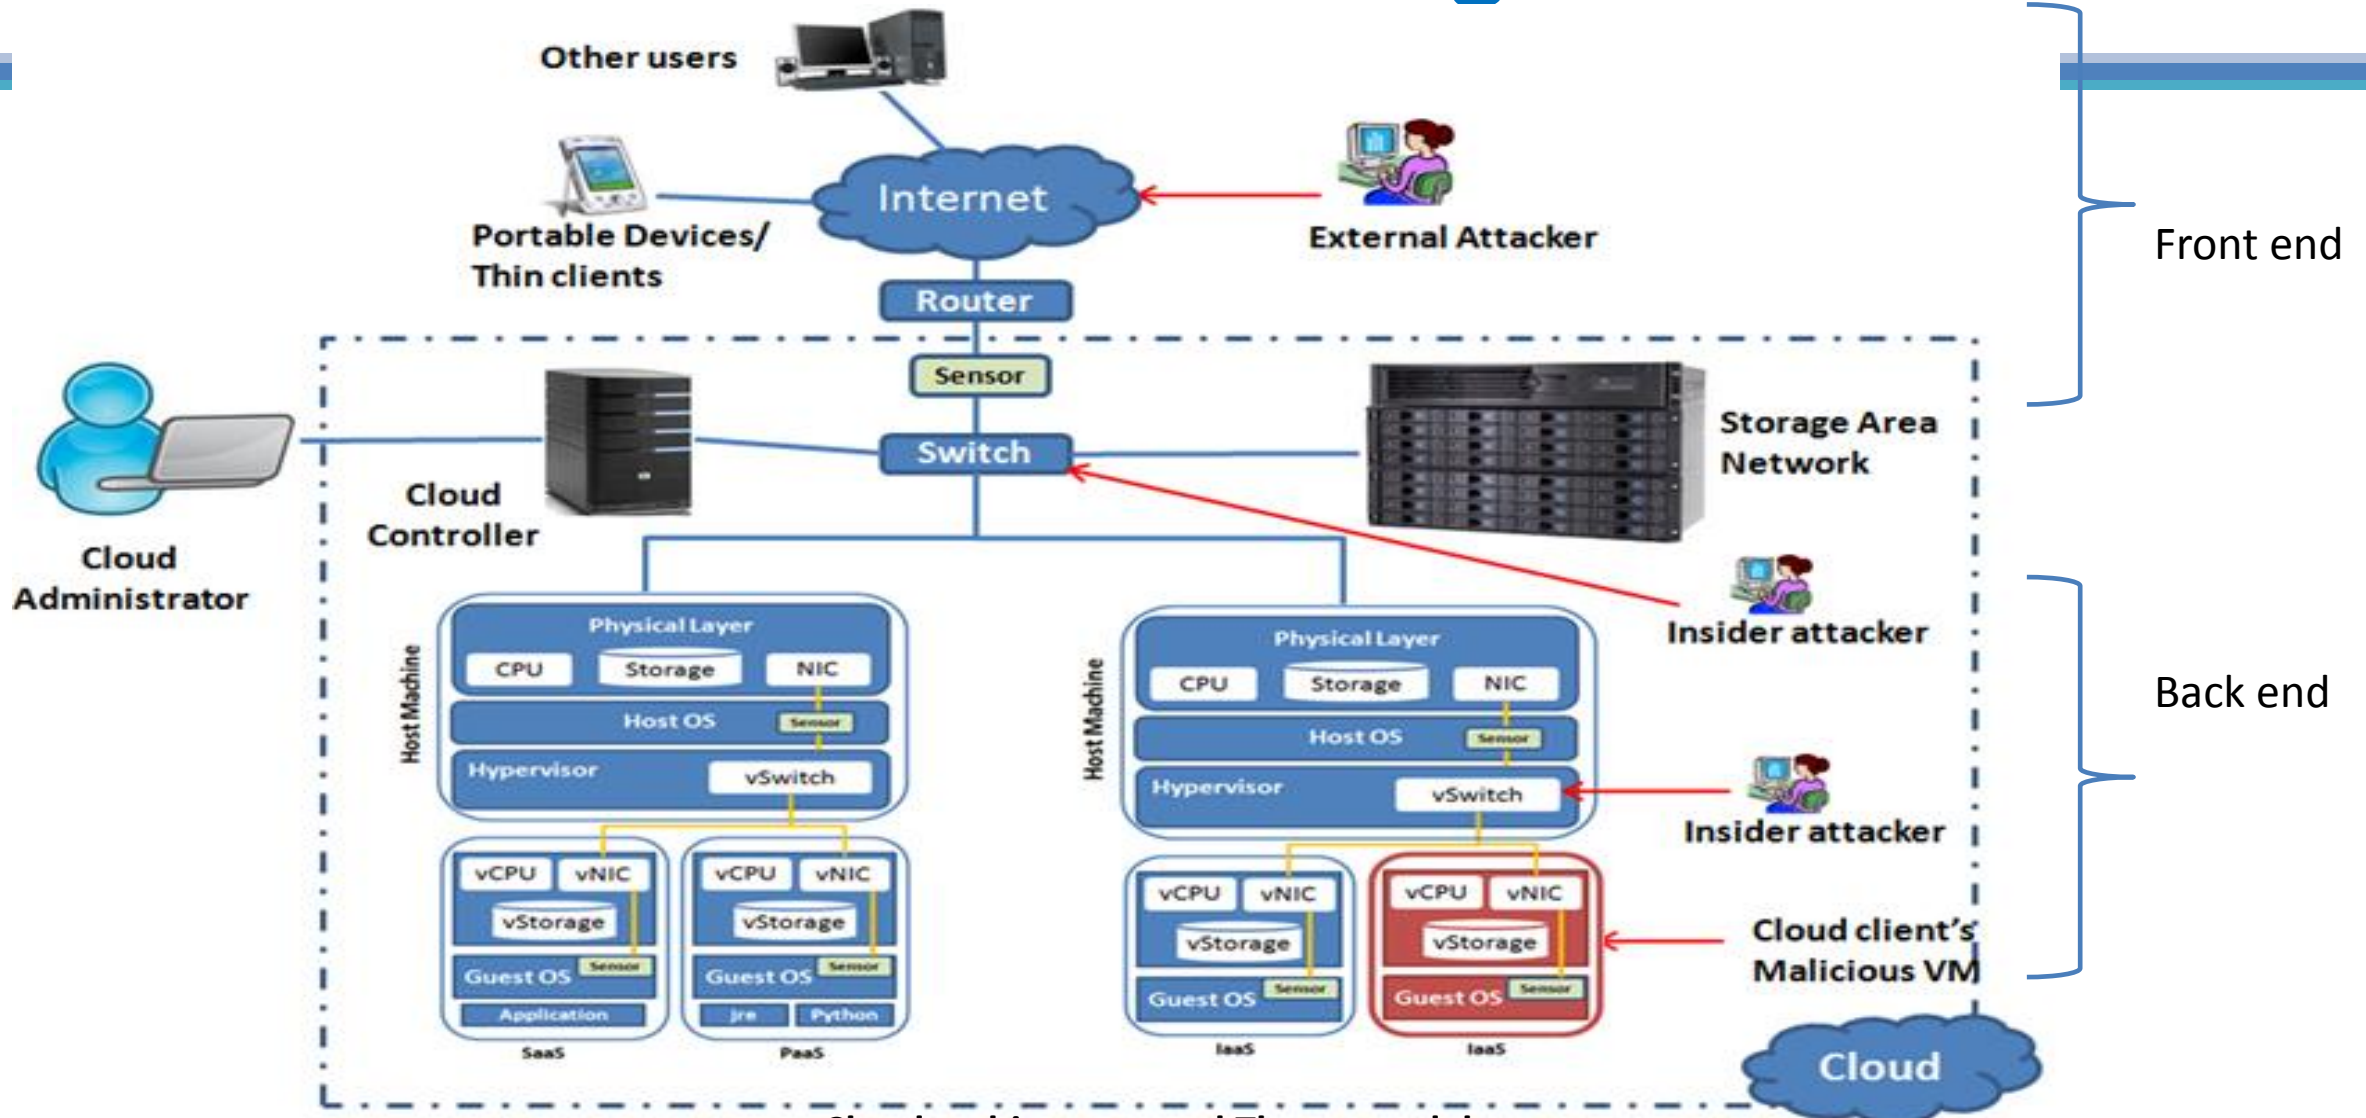 Other users
Internet
Portable Devices/
Thin clients
External Attacker
Front end
Router
Sensor
Switch
Storage Area
Network
Cloud
Controller
Cloud
Administrator
Insider attacker
Back end
Host Machine
Physical Layer
CPU
Storage
NIC
Host OS
Sensor
Hypervisor
vSwitch
vCPU
vNIC
vStorage
Guest OS
Sensor
Application
SaaS
vCPU
vNIC
vStorage
Guest OS
Sensor
jre
Python
PaaS
Host Machine
Physical Layer
CPU
Storage
NIC
Host OS
Sensor
Hypervisor
vSwitch
Insider attacker
vCPU
vNIC
vStorage
Guest OS
Sensor
IaaS
vCPU
vNIC
vStorage
Guest OS
Sensor
IaaS
Cloud client's
Malicious VM
Cloud